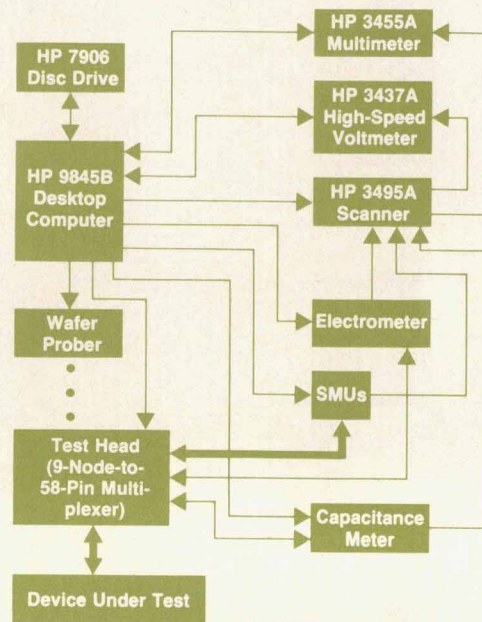 HP 3455A
Multimeter
HP 7906
Disc Drive
HP 3437A
High-Speed
Voltmeter
HP 9845B
Desktop
Computer
HP 3495A
Scanner
Wafer
Prober
Electrometer
SMUs
Test Head
(9-Node-to-
58-Pin Multi-
plexer)
Capacitance
Meter
Device Under Test